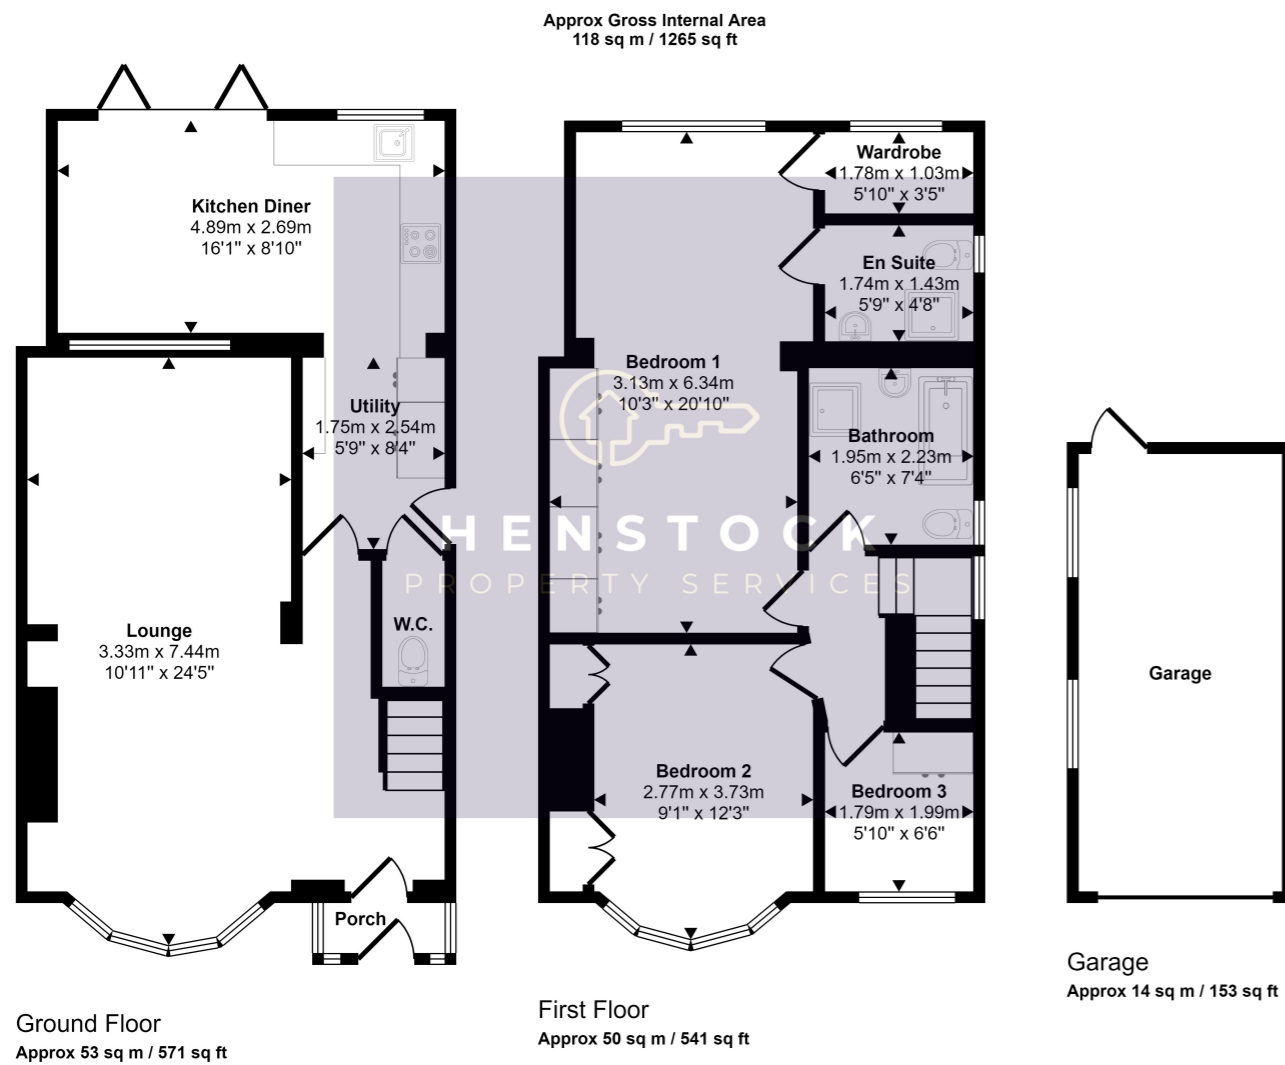 Approx Gross Internal Area
118 sq m / 1265 sq ft
Kitchen Diner
4.89m x 2.69m
16'1" x 8'10"
Utility
1.75m x 2.54m
5'9" x 8'4"
Lounge
3.33m x 7.44m
10'11" x 24'5"
W.C.
Porch
Ground Floor
Approx 53 sq m / 571 sq ft
Wardrobe
1.78m x 1.03m
5'10" x 3'5"
En Suite
1.74m x 1.43m
5'9" x 4'8"
Bedroom 1
3.13m x 6.34m
10'3" x 20'10"
Bathroom
1.95m x 2.23m
6'5" x 7'4"
HENSTOCK
PROPERTY SERVICES
Bedroom 2
2.77m x 3.73m
9'1" x 12'3"
Bedroom 3
1.79m x 1.99m
5'10" x 6'6"
First Floor
Approx 50 sq m / 541 sq ft
Garage
Garage
Approx 14 sq m / 153 sq ft